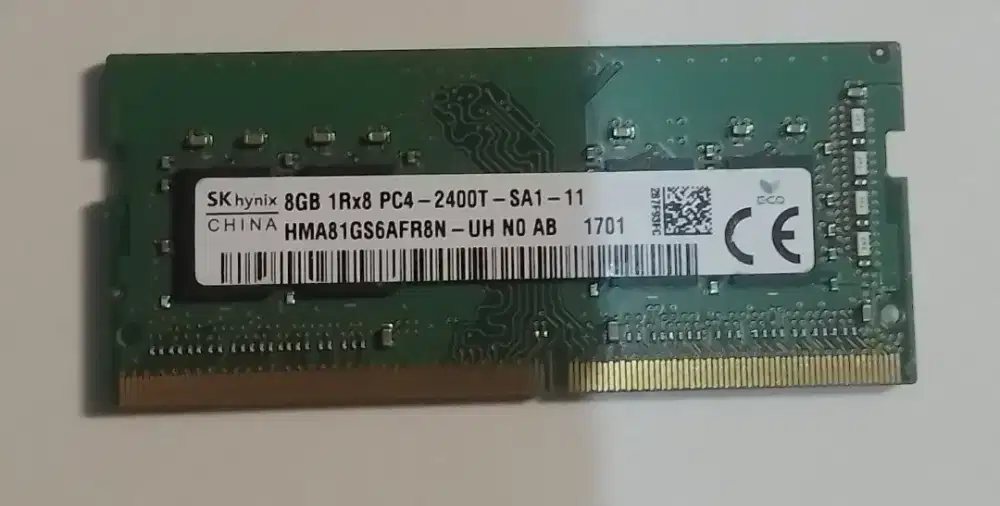 SK hynix 8GB 1Rx8 PC4-2400T-SA1-11
CHINA HMA81GS6AFR8N-UH N0 AB 1701
ECO
CE